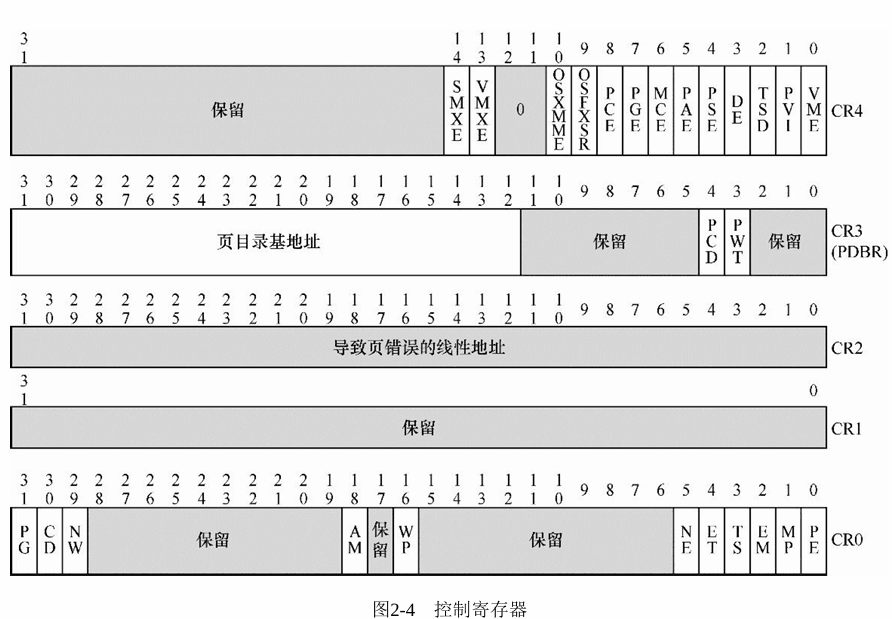 31 14 13 12 11 10 9 8 7 6 5 4 3 2 1 0
保留 SMXE VMXE 0 OSXMME OSFXSR PCE PGE MCE PAE PSE DE TSD PVI VME CR4
31 30 29 28 27 26 25 24 23 22 21 20 19 18 17 16 15 14 13 12 11 10 9 8 7 6 5 4 3 2 1 0
页目录基地址 保留 PCD PWT 保留 CR3
(PDBR)
31 30 29 28 27 26 25 24 23 22 21 20 19 18 17 16 15 14 13 12 11 10 9 8 7 6 5 4 3 2 1 0
导致页错误的线性地址 CR2
31 0
保留 CR1
31 30 29 28 27 26 25 24 23 22 21 20 19 18 17 16 15 14 13 12 11 10 9 8 7 6 5 4 3 2 1 0
PG CD NW 保留 AM 保留 WP 保留 NE ET TS EM MP PE CR0
图2-4 控制寄存器